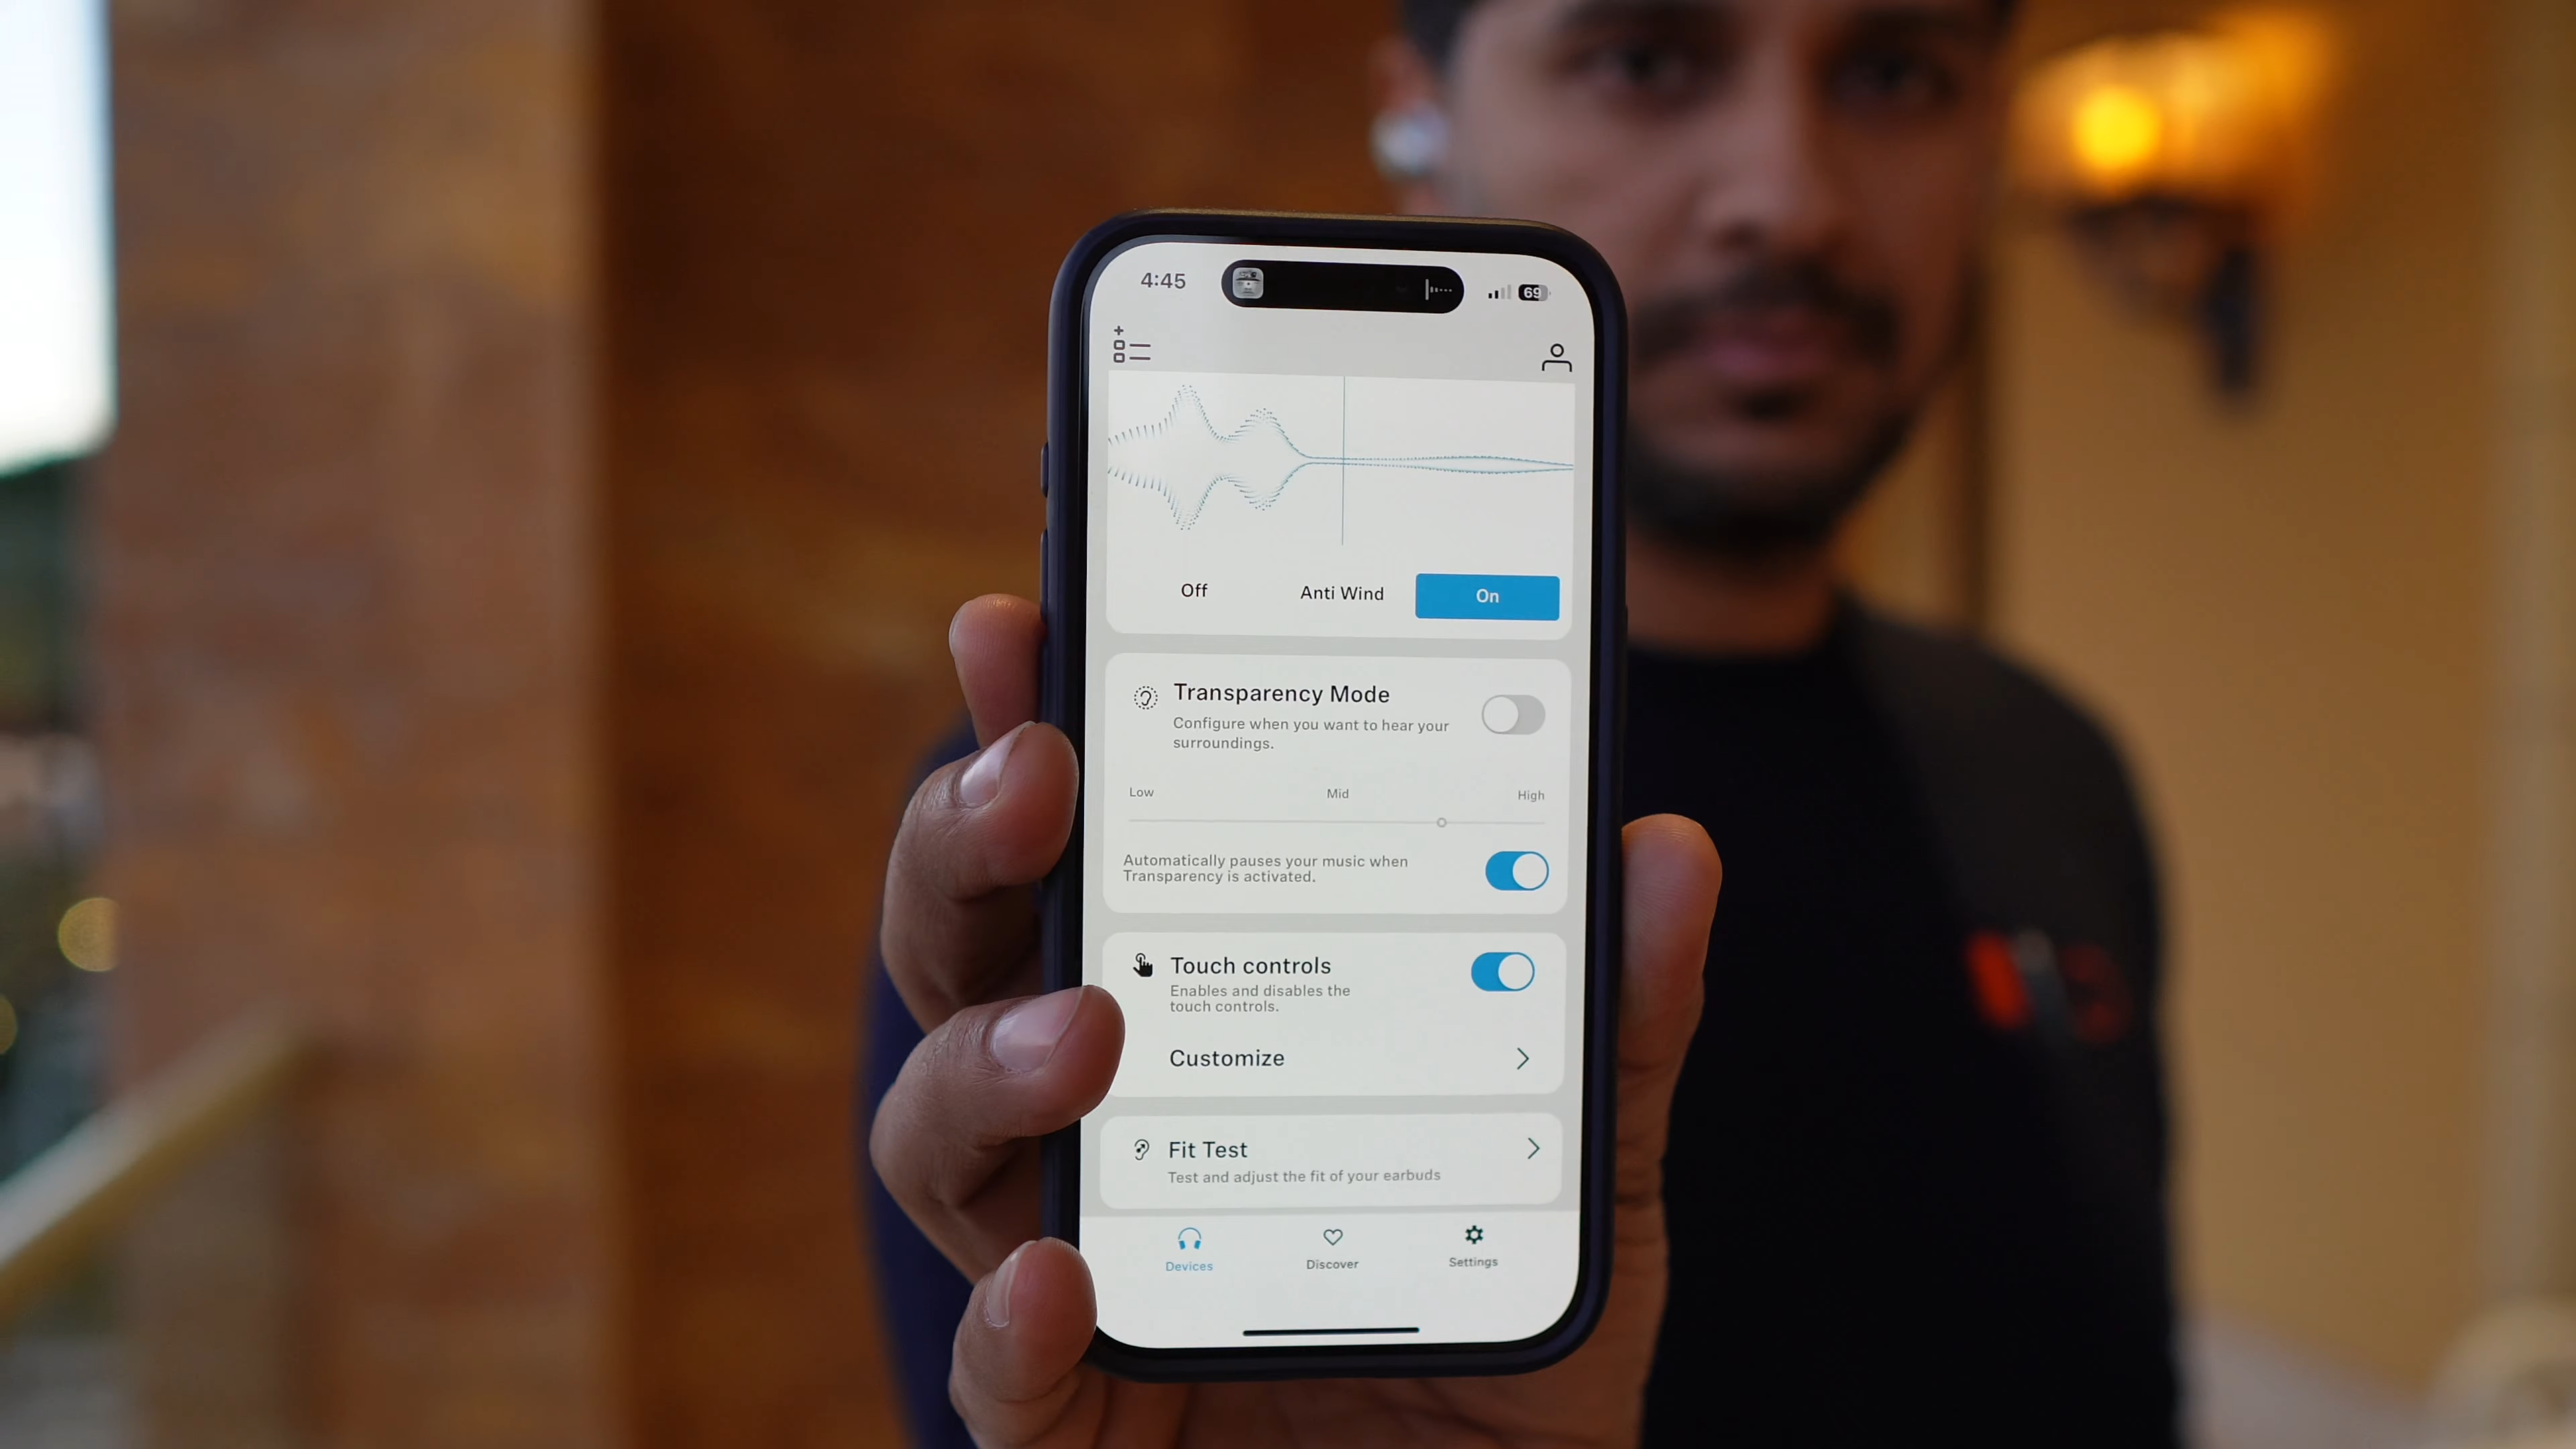 4:45
69
Off
Anti Wind
On
Transparency Mode
Configure when you want to hear your
surroundings.
Low
Mid
High
Automatically pauses your music when
Transparency is activated.
Touch controls
Enables and disables the
touch controls.
Customize
Fit Test
Test and adjust the fit of your earbuds
Devices
Discover
Settings